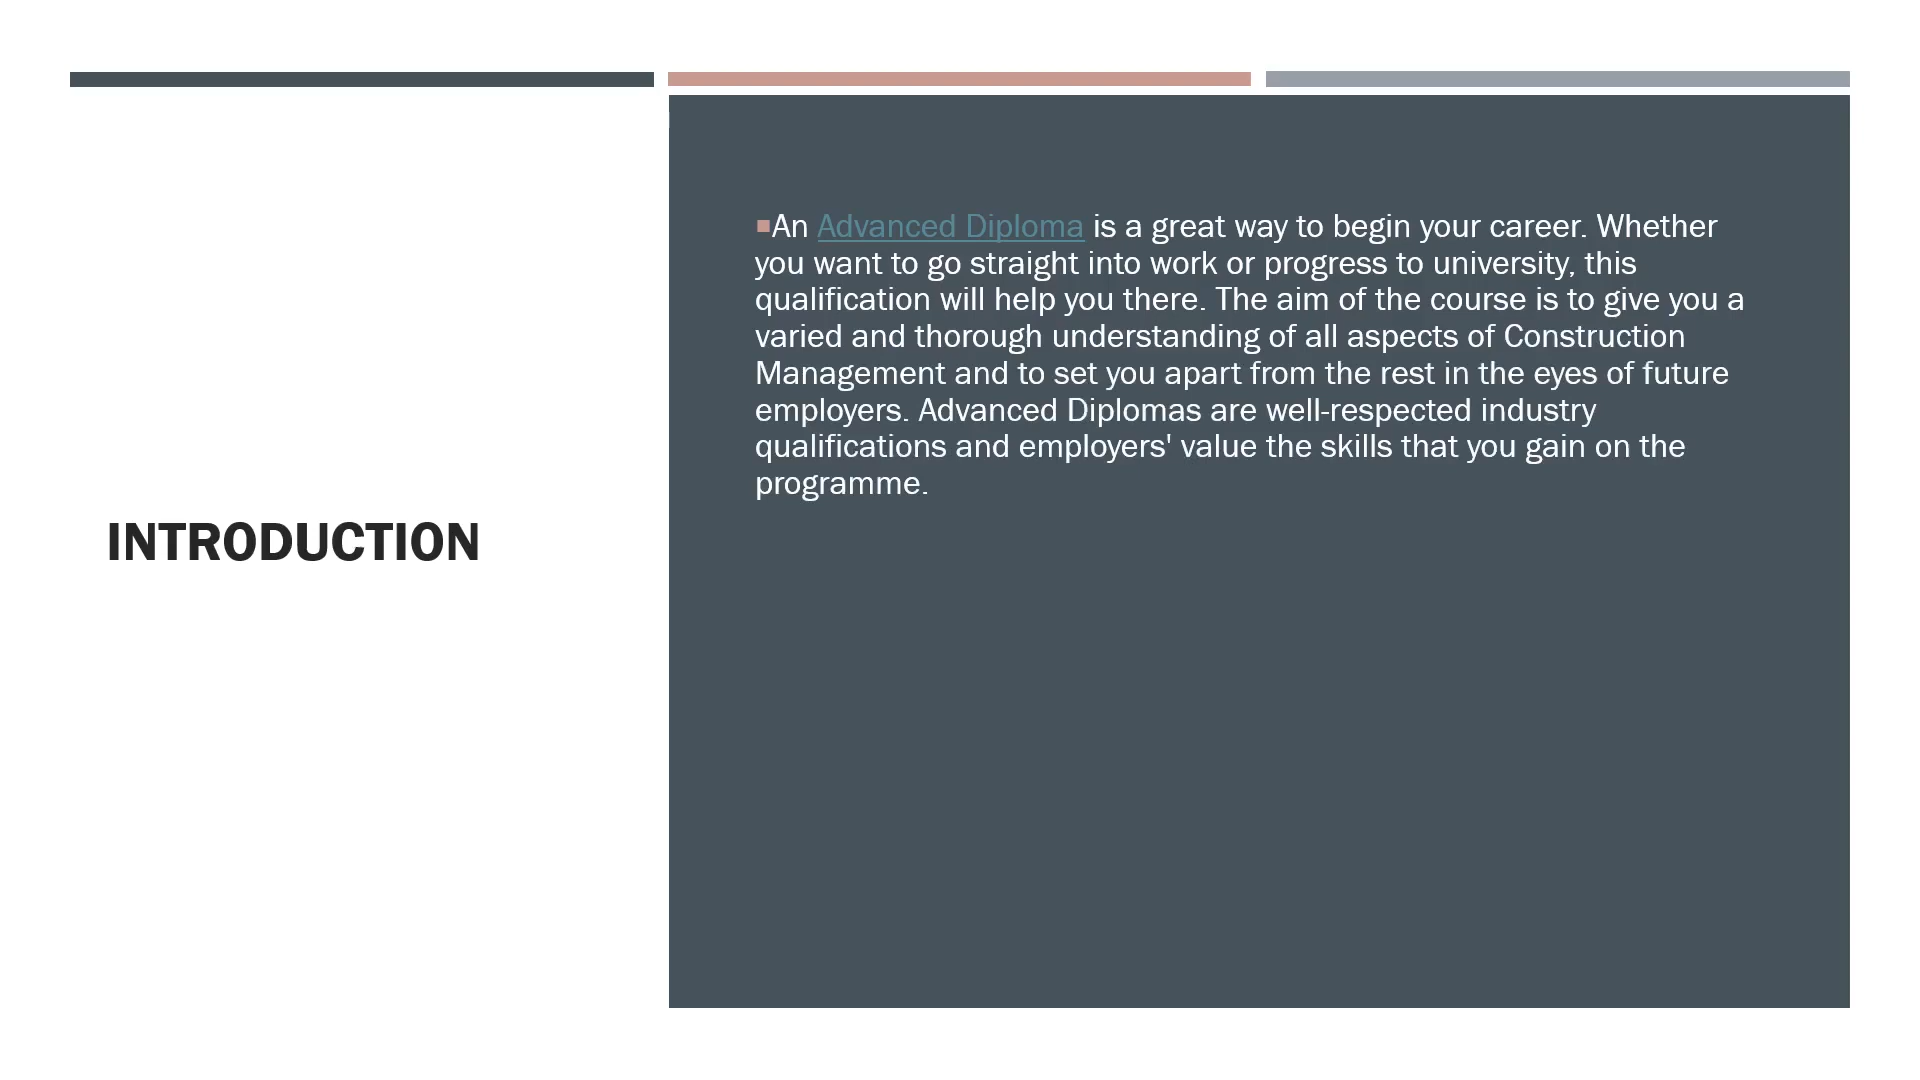 INTRODUCTION
▪An Advanced Diploma is a great way to begin your career. Whether
you want to go straight into work or progress to university, this
qualification will help you there. The aim of the course is to give you a
varied and thorough understanding of all aspects of Construction
Management and to set you apart from the rest in the eyes of future
employers. Advanced Diplomas are well-respected industry
qualifications and employers' value the skills that you gain on the
programme.